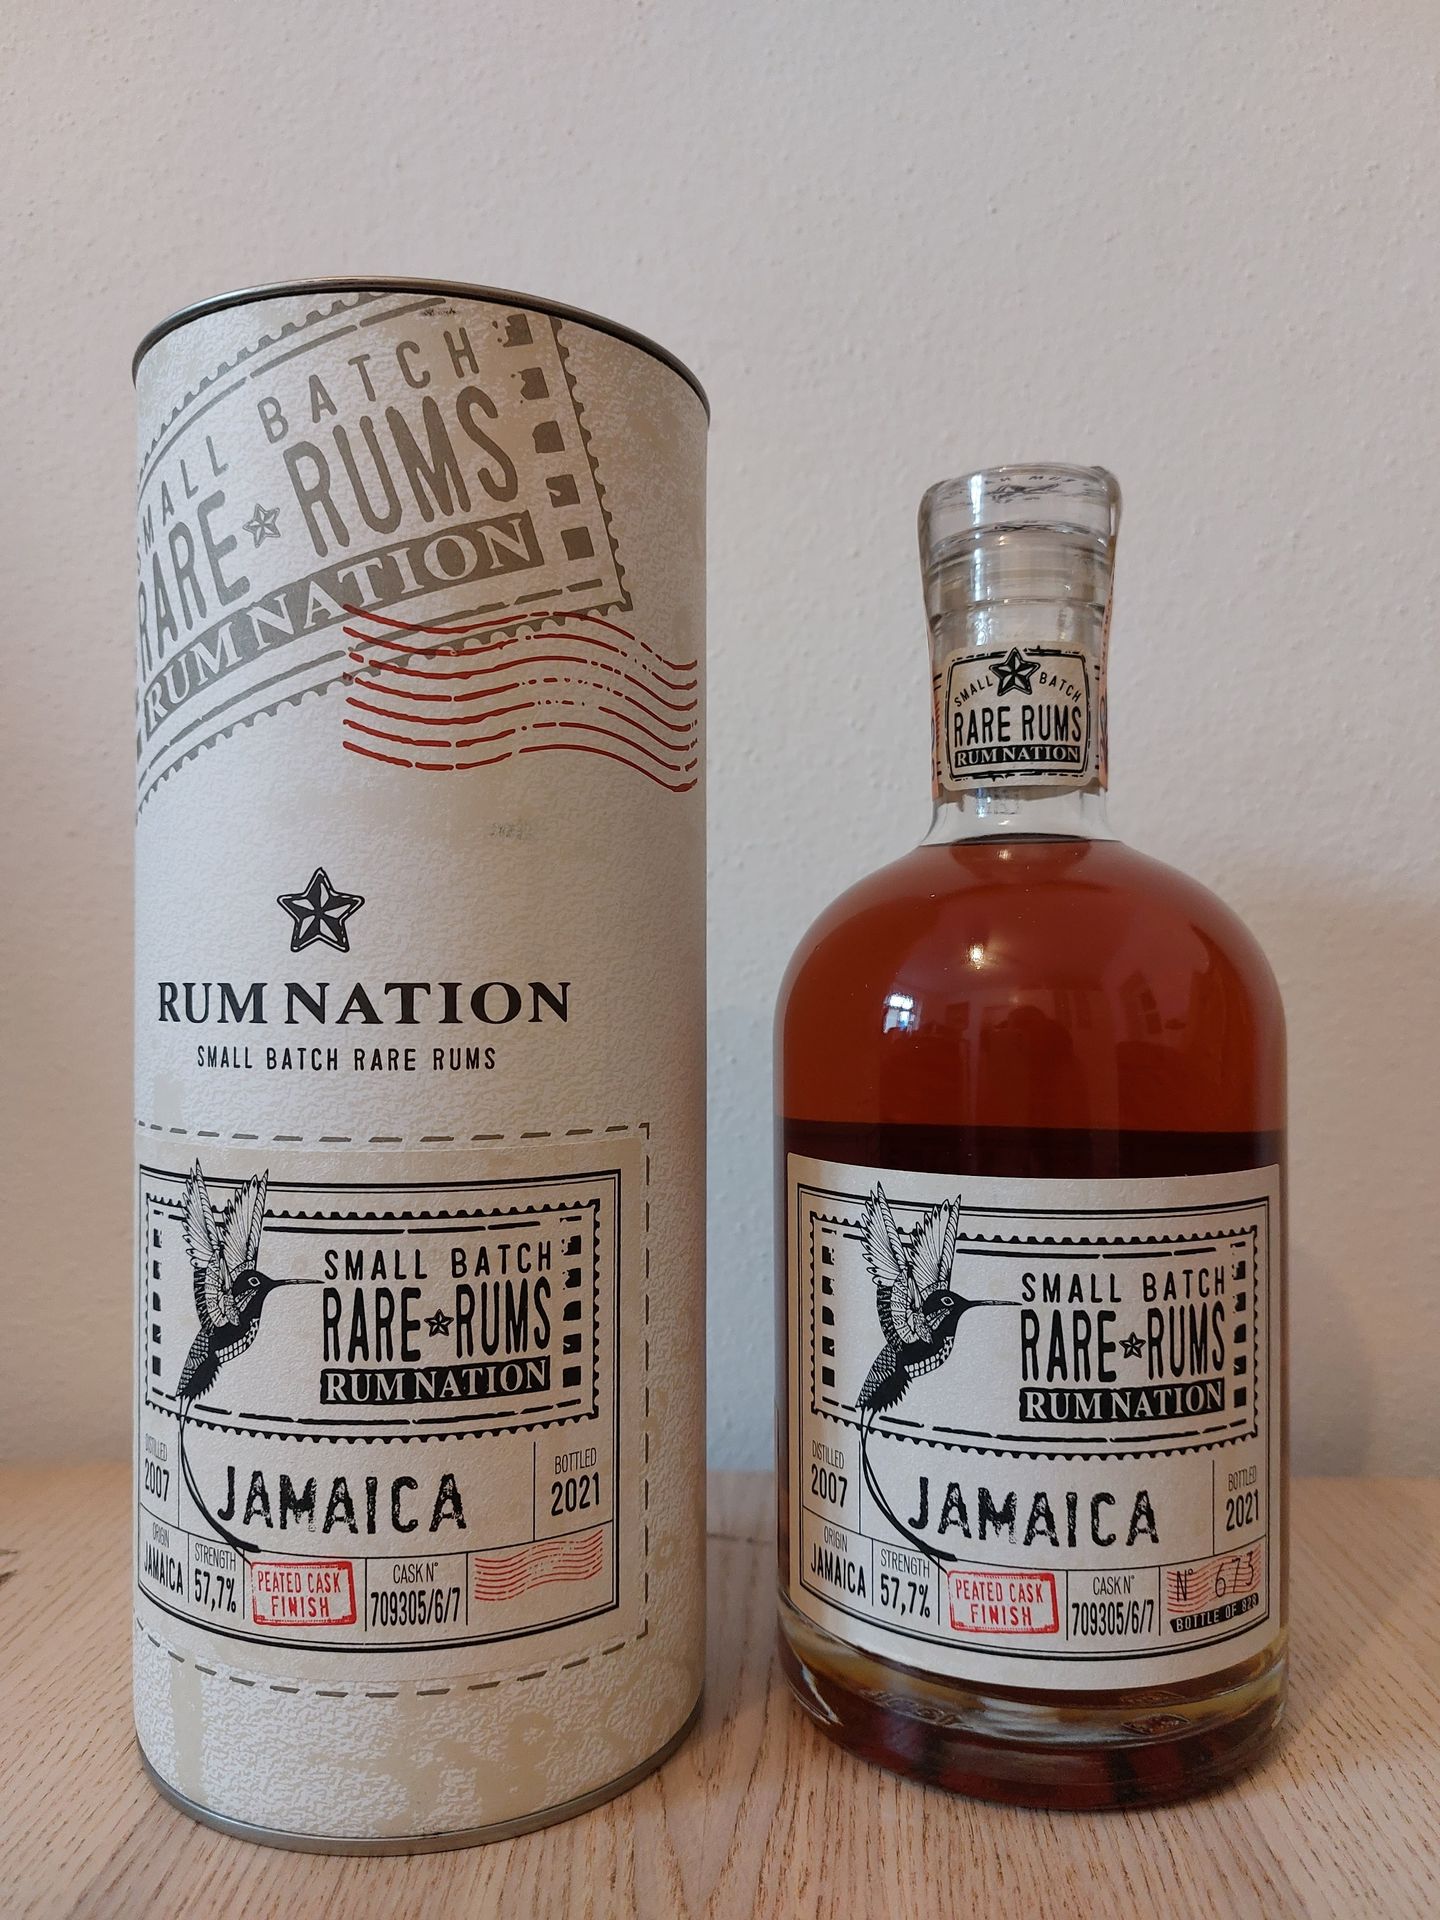 SMALL BATCH
RARE RUMS
RUM NATION
RUM NATION
SMALL BATCH RARE RUMS
SMALL BATCH
RARE RUMS
RUM NATION
DISTILLED
2007
JAMAICA
BOTTLED
2021
ORIGIN
JAMAICA
STRENGTH
57,7%
PEATED CASK
FINISH
CASK N°
709305/6/7
SMALL BATCH
RARE RUMS
RUM NATION
SMALL BATCH
RARE RUMS
RUM NATION
DISTILLED
2007
JAMAICA
BOTTLED
2021
ORIGIN
JAMAICA
STRENGTH
57,7%
PEATED CASK
FINISH
CASK N°
709305/6/7
N° 673
BOTTLE OF 828